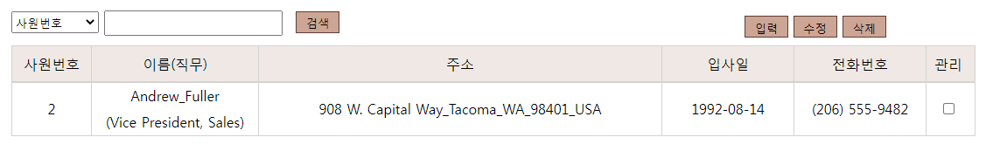 사원번호 검색 입력 수정 삭제
사원번호 이름(직무) 주소 입사일 전화번호 관리
2 Andrew_Fuller (Vice President, Sales) 908 W. Capital Way_Tacoma_WA_98401_USA 1992-08-14 (206) 555-9482